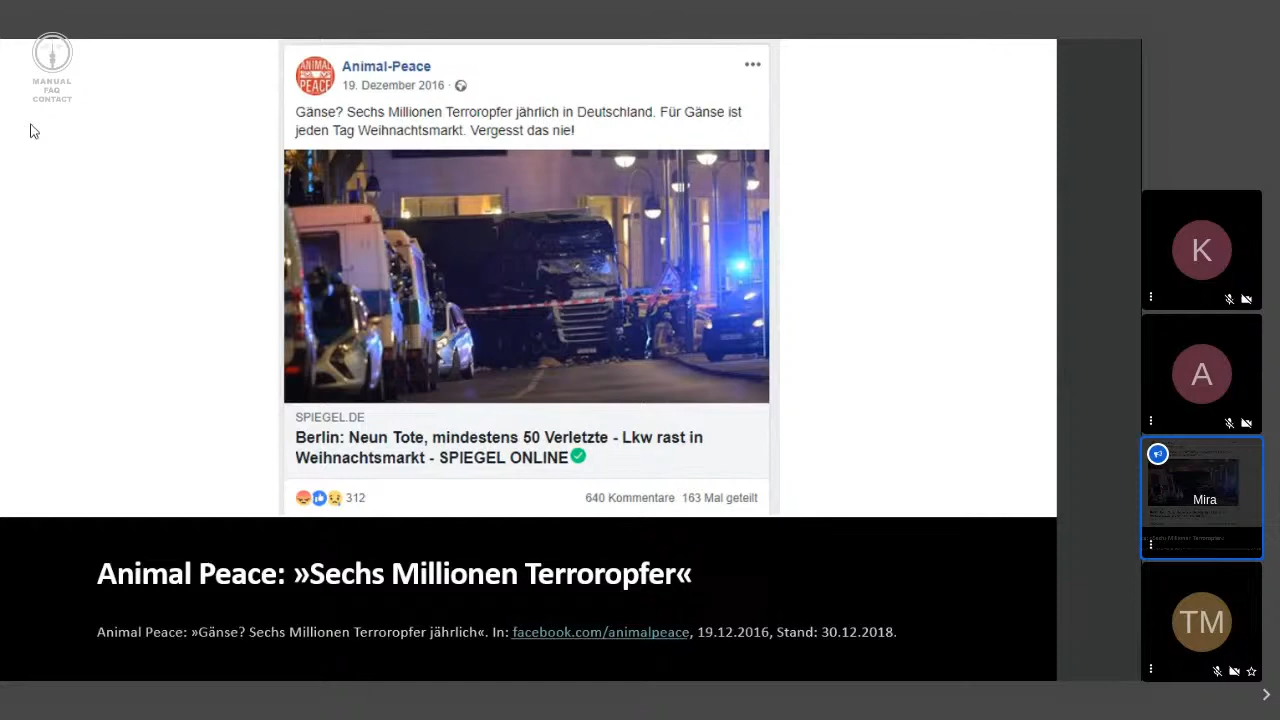 MANUAL
FAQ
CONTACT
ANIMAL
PEACE
Animal-Peace
19. Dezember 2016 ·
Gänse? Sechs Millionen Terroropfer jährlich in Deutschland. Für Gänse ist
jeden Tag Weihnachtsmarkt. Vergesst das nie!
SPIEGEL.DE
Berlin: Neun Tote, mindestens 50 Verletzte - Lkw rast in
Weihnachtsmarkt - SPIEGEL ONLINE
312
640 Kommentare 163 Mal geteilt
Animal Peace: »Sechs Millionen Terroropfer«
Animal Peace: »Gänse? Sechs Millionen Terroropfer jährlich«. In: facebook.com/animalpeace, 19.12.2016, Stand: 30.12.2018.
K
A
Mira
TM